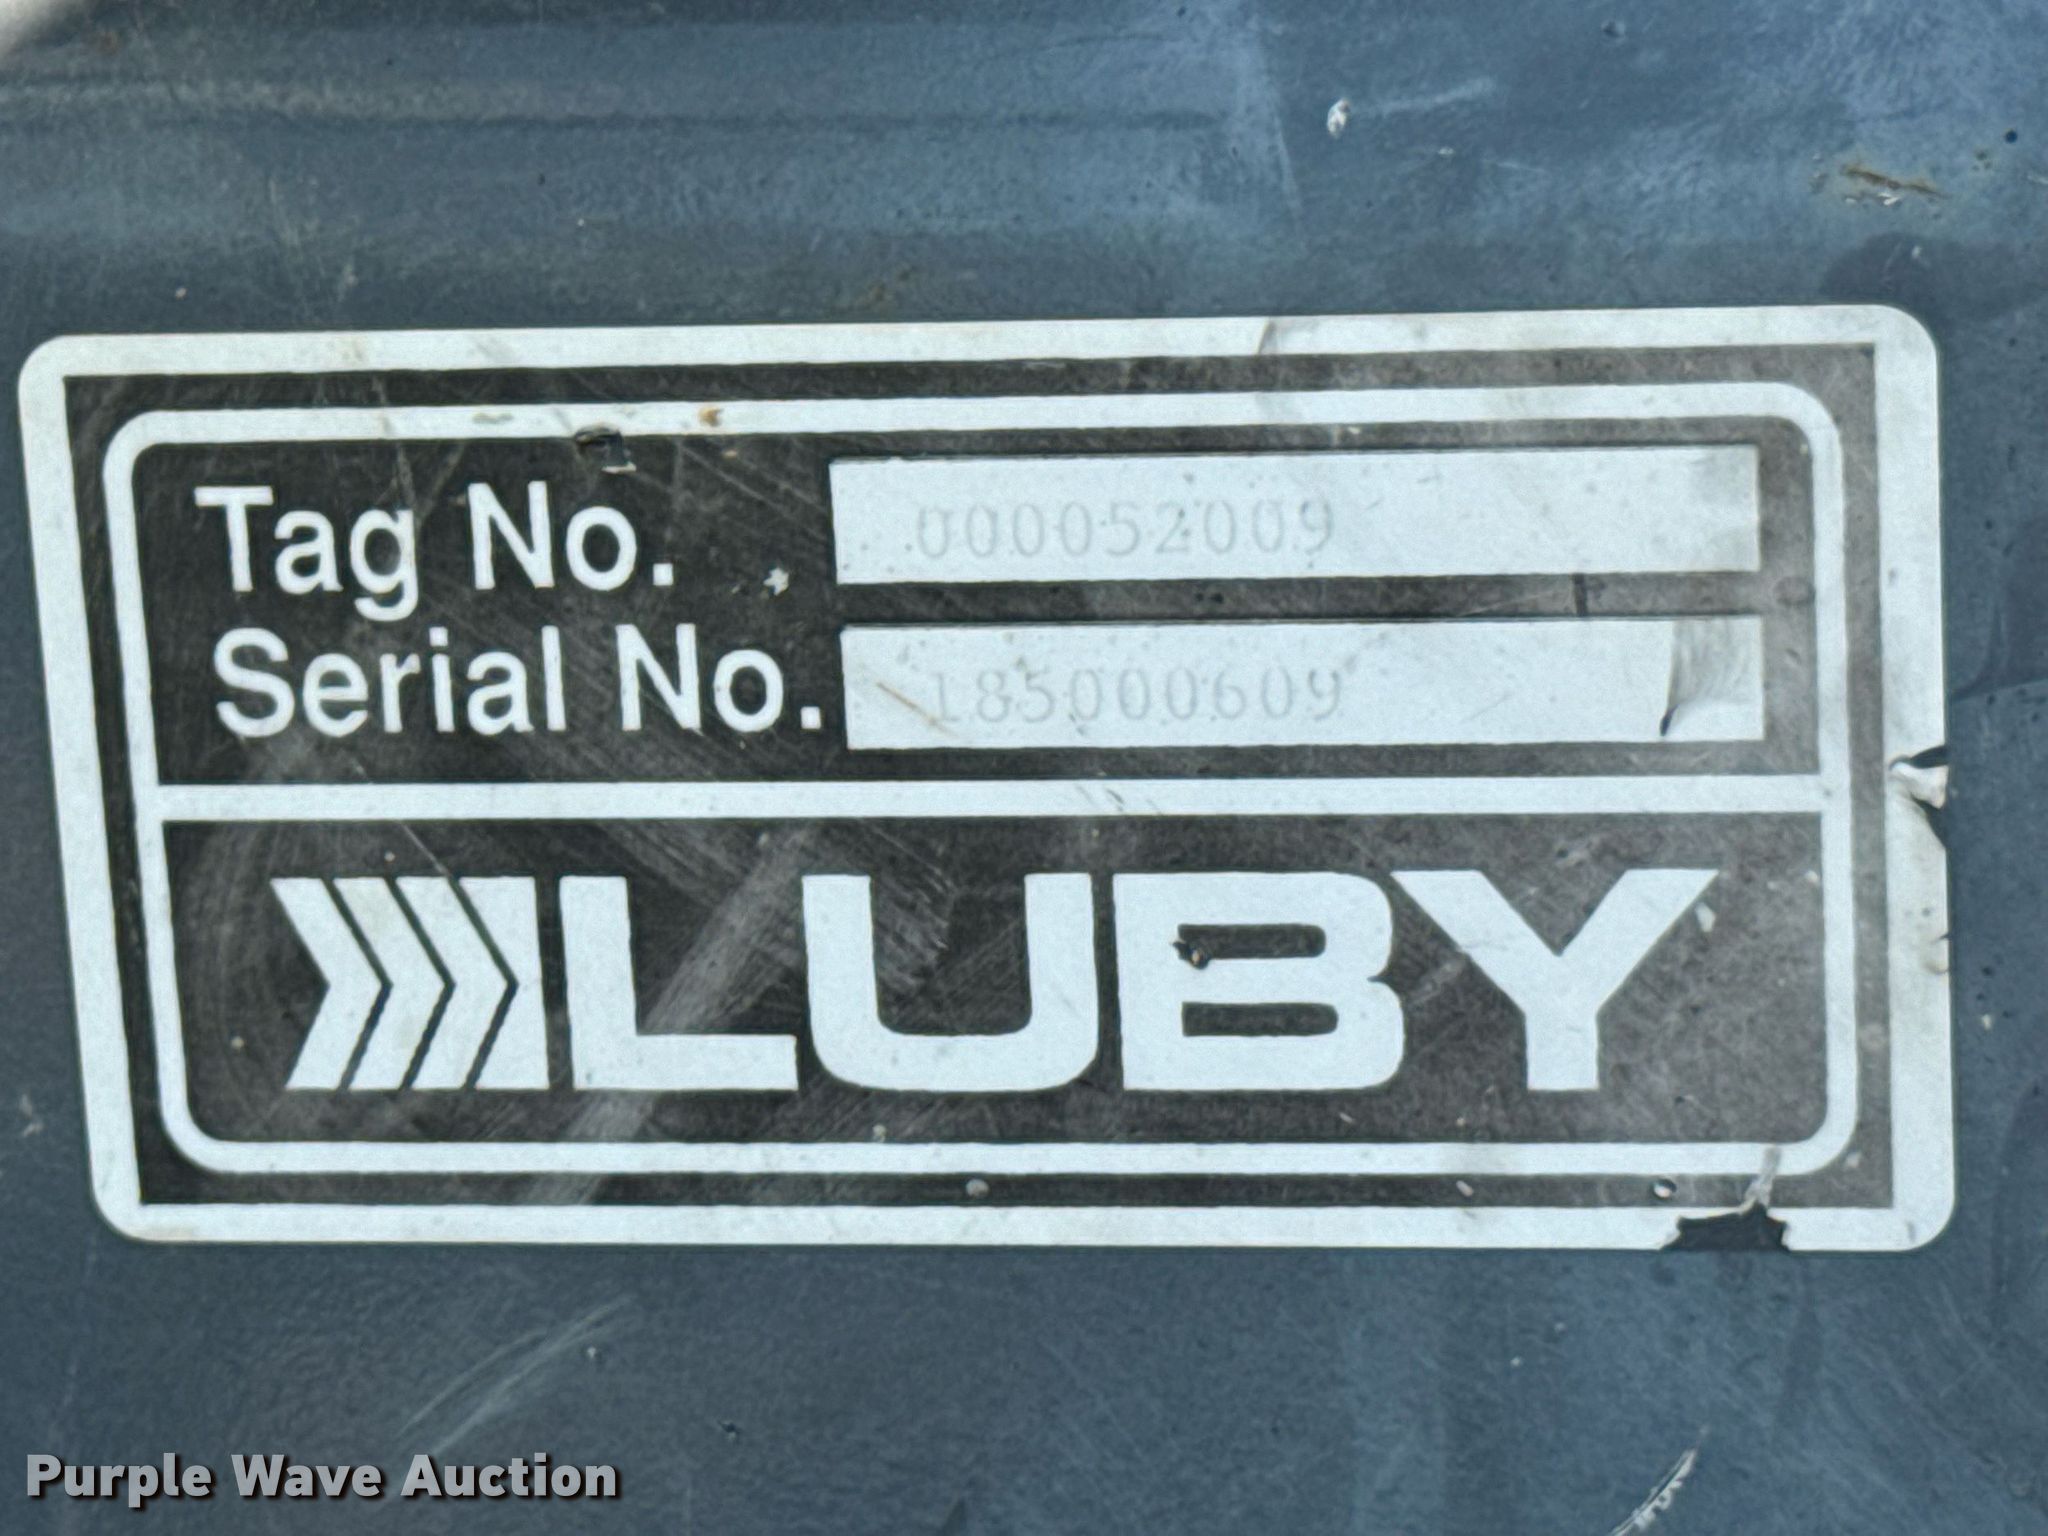 Tag No. 000052009
Serial No. 185000609
LUBY
Purple Wave Auction